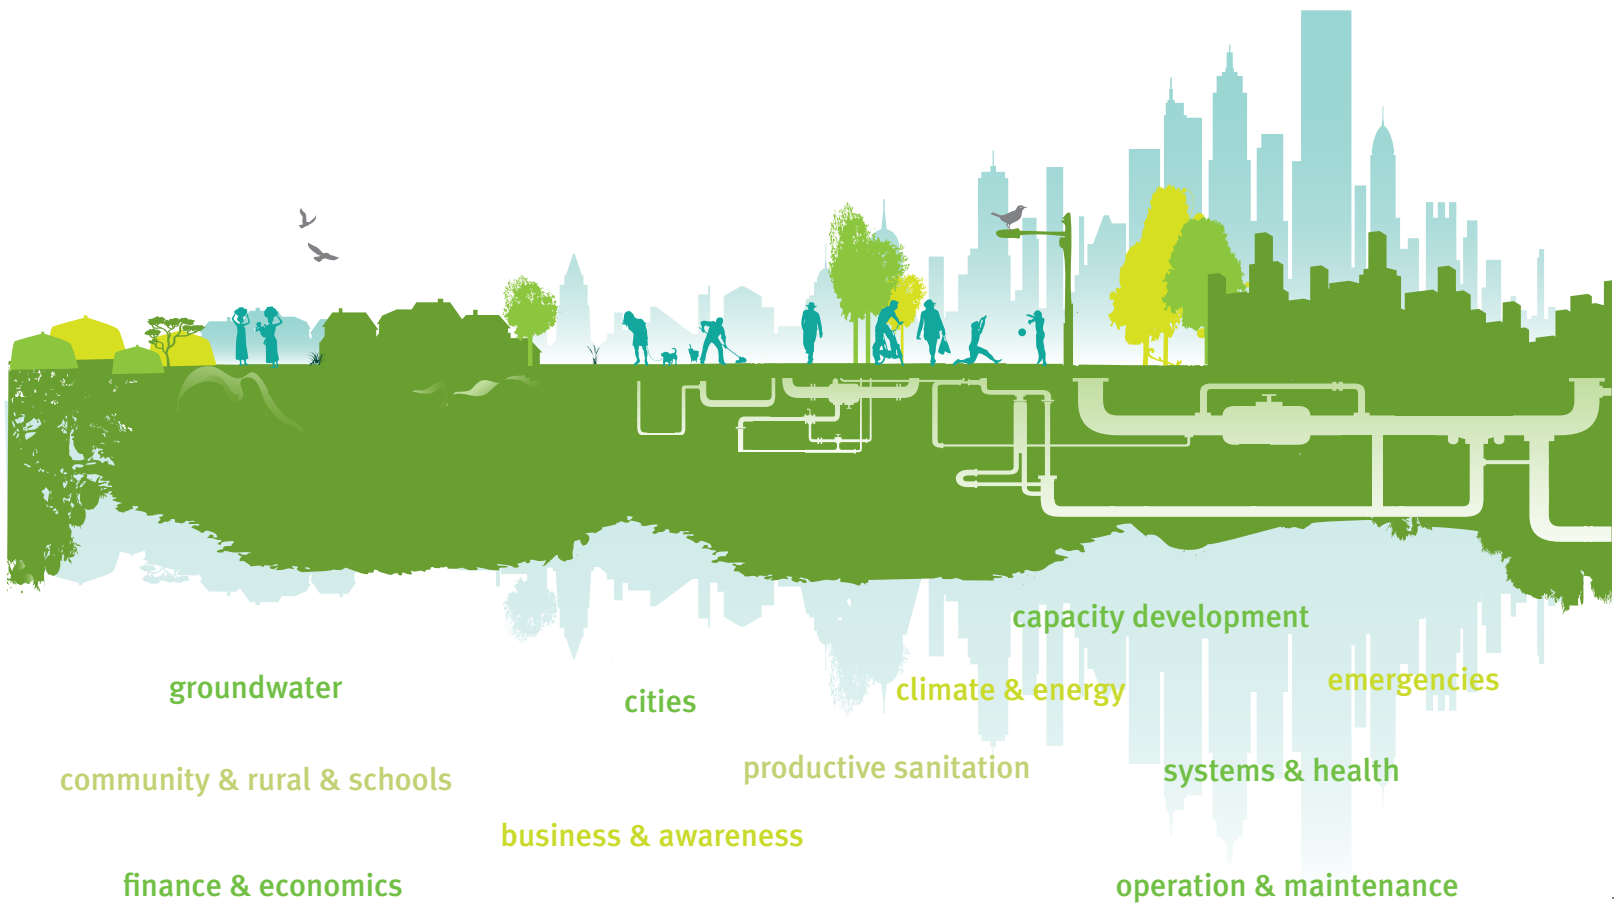 capacity development
groundwater
cities
climate & energy
emergencies
community & rural & schools
productive sanitation
systems & health
business & awareness
finance & economics
operation & maintenance